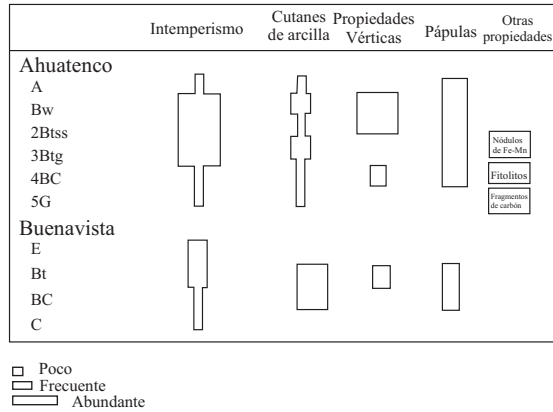 Intemperismo
Cutanes
de arcilla
Propiedades
Vérticas
Pápulas
Otras
propiedades
Ahuatenco
A
Bw
2Btss
3Btg
4BC
5G
Nódulos
de Fe-Mn
Fitolitos
Fragmentos
de carbón
Buenavista
E
Bt
BC
C
Poco
Frecuente
Abundante